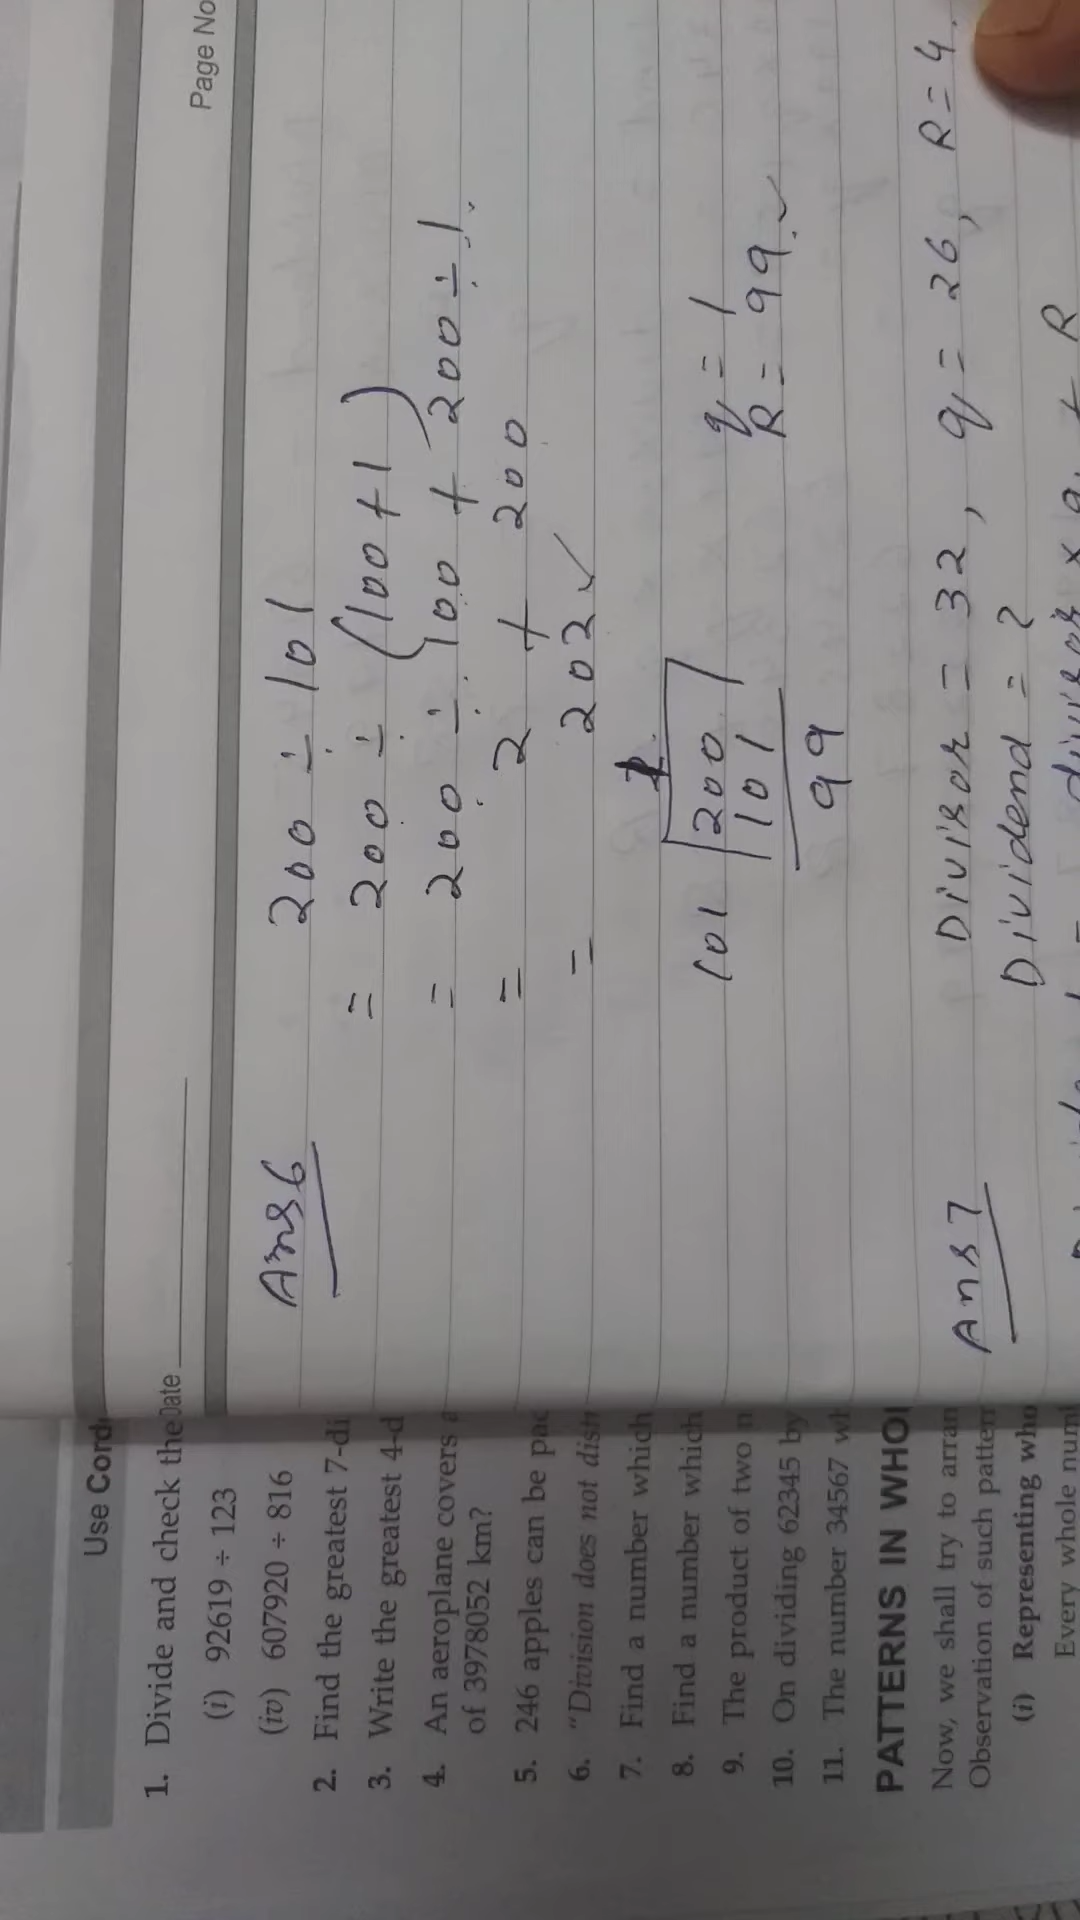 Use Cord
1. Divide and check the
(i) 92619 ÷ 123
(iv) 607920 ÷ 816
2. Find the greatest 7-di
3. Write the greatest 4-d
4. An aeroplane covers
of 3978052 km?
5. 246 apples can be pac
6. "Division does not distr
7. Find a number which
8. Find a number which
9. The product of two n
10. On dividing 62345 by
11. The number 34567 wh
PATTERNS IN WHOL
Now, we shall try to arran
Observation of such pattern
(i) Representing who
Every whole num
Date
Page No
Ans 6
200 ÷ 101
= 200 ÷ (100 + 1)
= 200 ÷ 100 + 200 ÷ 1.
= 2 + 200
= 202 ✓
1
101 200
101
99
q = 1
R = 99. ✓
Ans 7
Divisor = 32, q = 26, R = 4.
Dividend = ?
= divisor × q + R